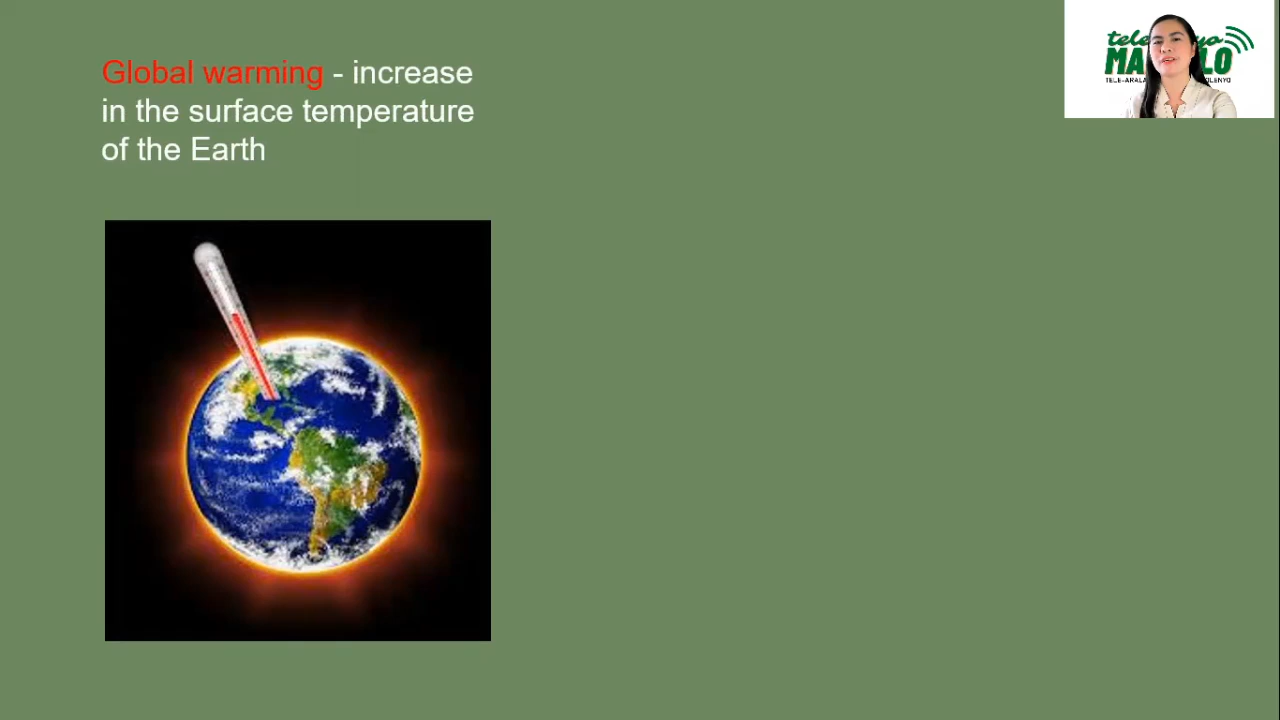 Global warming - increase
in the surface temperature
of the Earth